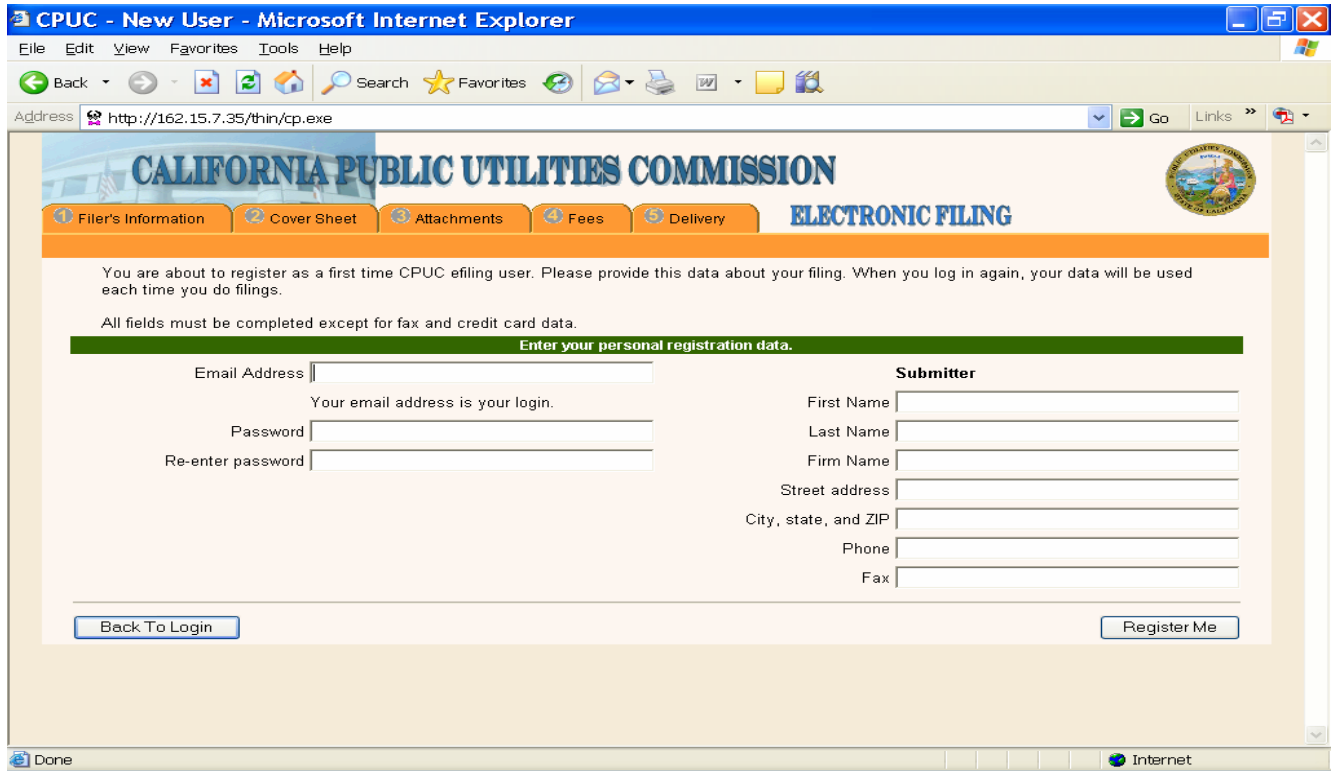 CPUC - New User - Microsoft Internet Explorer
File Edit View Favorites Tools Help
Back Search Favorites
Address http://162.15.7.35/thin/cp.exe Go Links »
CALIFORNIA PUBLIC UTILITIES COMMISSION
1 Filer's Information 2 Cover Sheet 3 Attachments 4 Fees 5 Delivery ELECTRONIC FILING
You are about to register as a first time CPUC efiling user. Please provide this data about your filing. When you log in again, your data will be used
each time you do filings.
All fields must be completed except for fax and credit card data.
Enter your personal registration data.
Email Address
Your email address is your login.
Password
Re-enter password
Submitter
First Name
Last Name
Firm Name
Street address
City, state, and ZIP
Phone
Fax
Back To Login Register Me
Done Internet